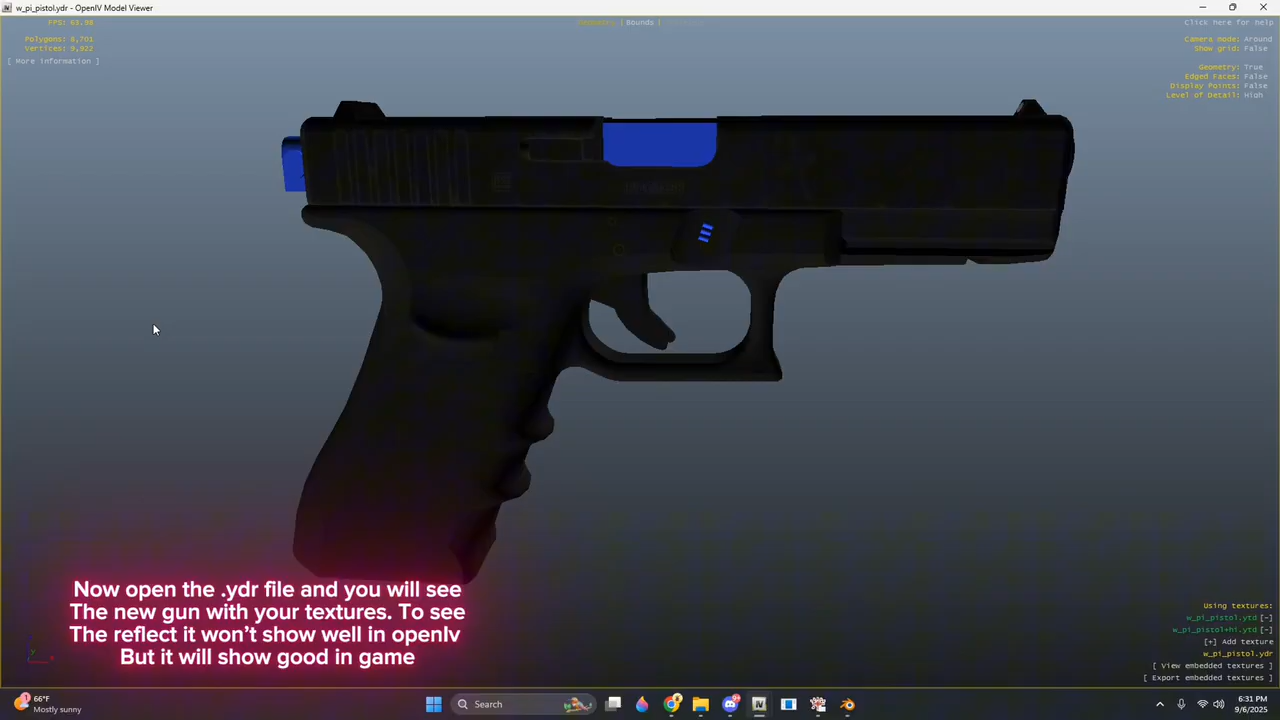 w_pi_pistol.ydr - OpenIV Model Viewer
FPS: 63.98
Polygons: 8,701
Vertices: 9,922
[ More information ]
| Bounds |
Click here for help
Camera mode: Around
Show grid: False
Geometry: True
Edged Faces: False
Display Points: False
Level of Detail: High
Now open the .ydr file and you will see
The new gun with your textures. To see
The reflect it won't show well in openIv
But it will show good in game
y
x
Using textures:
w_pi_pistol.ytd [-]
w_pi_pistol+hi.ytd [-]
[+] Add texture
w_pi_pistol.ydr
[ View embedded textures ]
[ Export embedded textures ]
1
66°F
Mostly sunny
Search
6:31 PM
9/6/2025